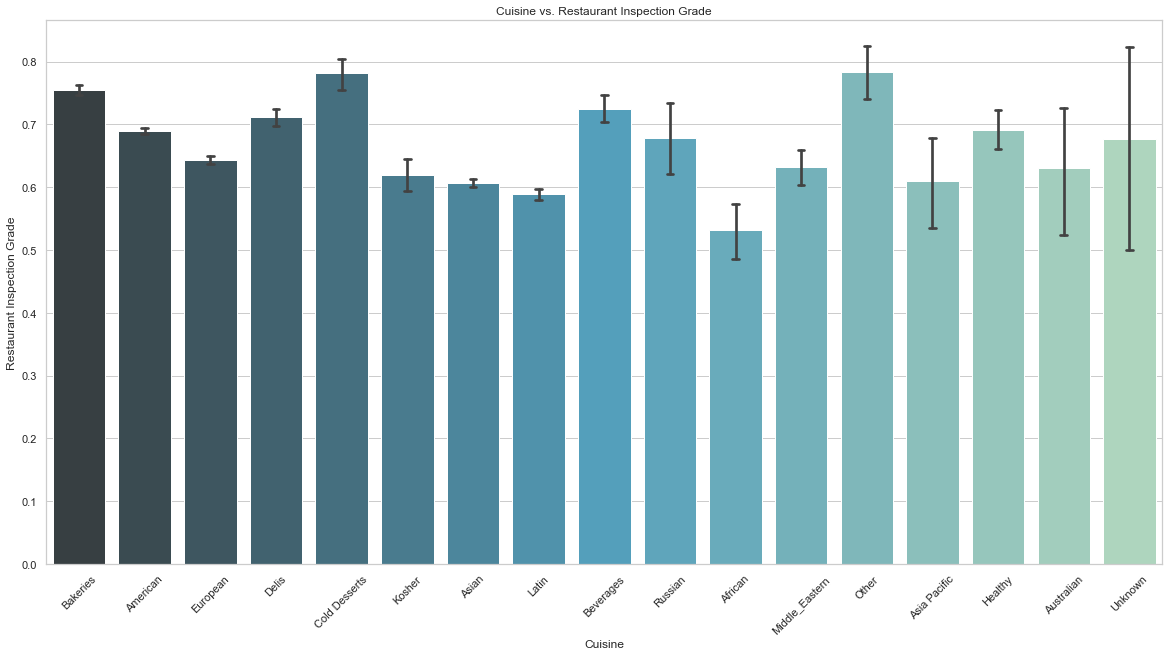 Cuisine vs. Restaurant Inspection Grade
Restaurant Inspection Grade
0.8
0.7
0.6
0.5
0.4
0.3
0.2
0.1
0.0
Bakeries
American
European
Delis
Cold Desserts
Kosher
Asian
Latin
Beverages
Russian
African
Middle_Eastern
Other
Asia Pacific
Healthy
Australian
Unknown
Cuisine